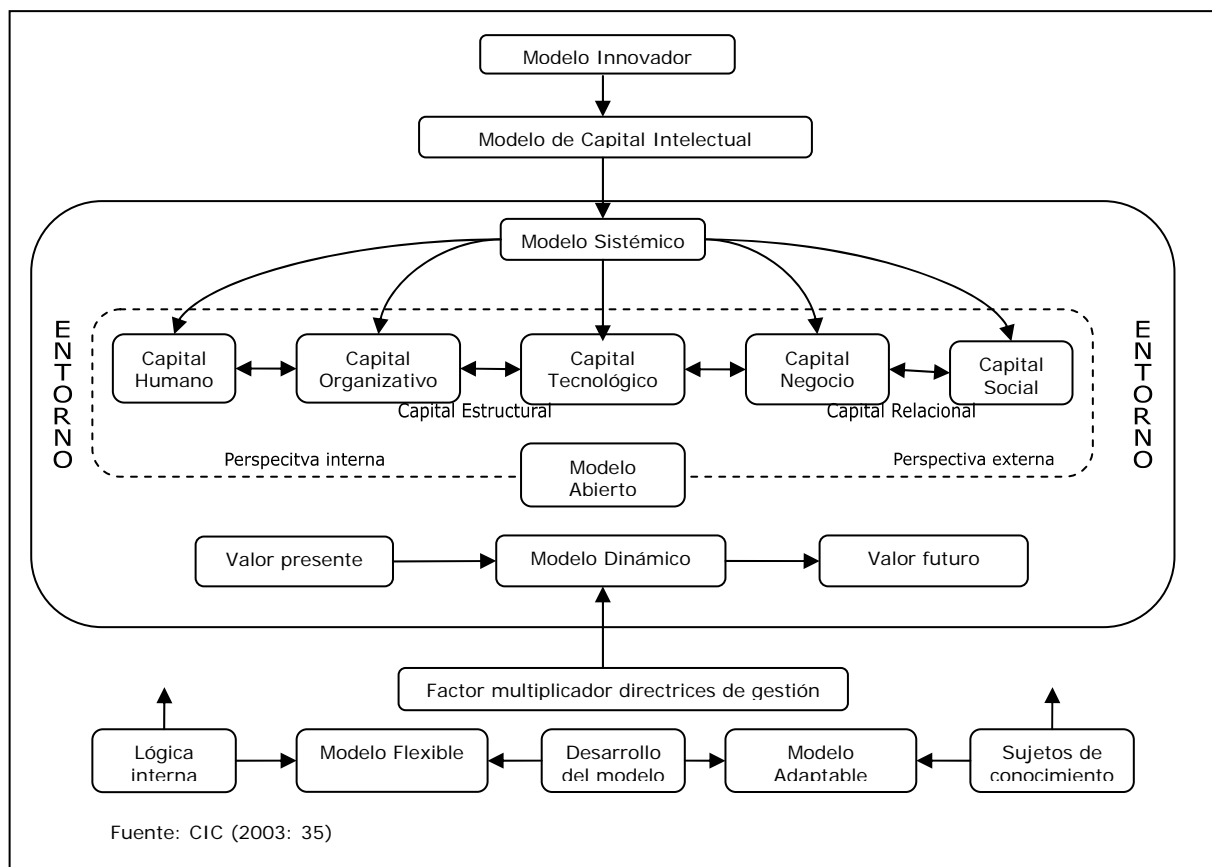 Modelo Innovador
Modelo de Capital Intelectual
Modelo Sistémico
ENTORNO
Capital
Humano
Capital
Organizativo
Capital
Tecnológico
Capital
Negocio
Capital
Social
ENTORNO
Capital Estructural
Capital Relacional
Perspecitva interna
Modelo
Abierto
Perspectiva externa
Valor presente
Modelo Dinámico
Valor futuro
Factor multiplicador directrices de gestión
Lógica
interna
Modelo Flexible
Desarrollo
del modelo
Modelo
Adaptable
Sujetos de
conocimiento
Fuente: CIC (2003: 35)